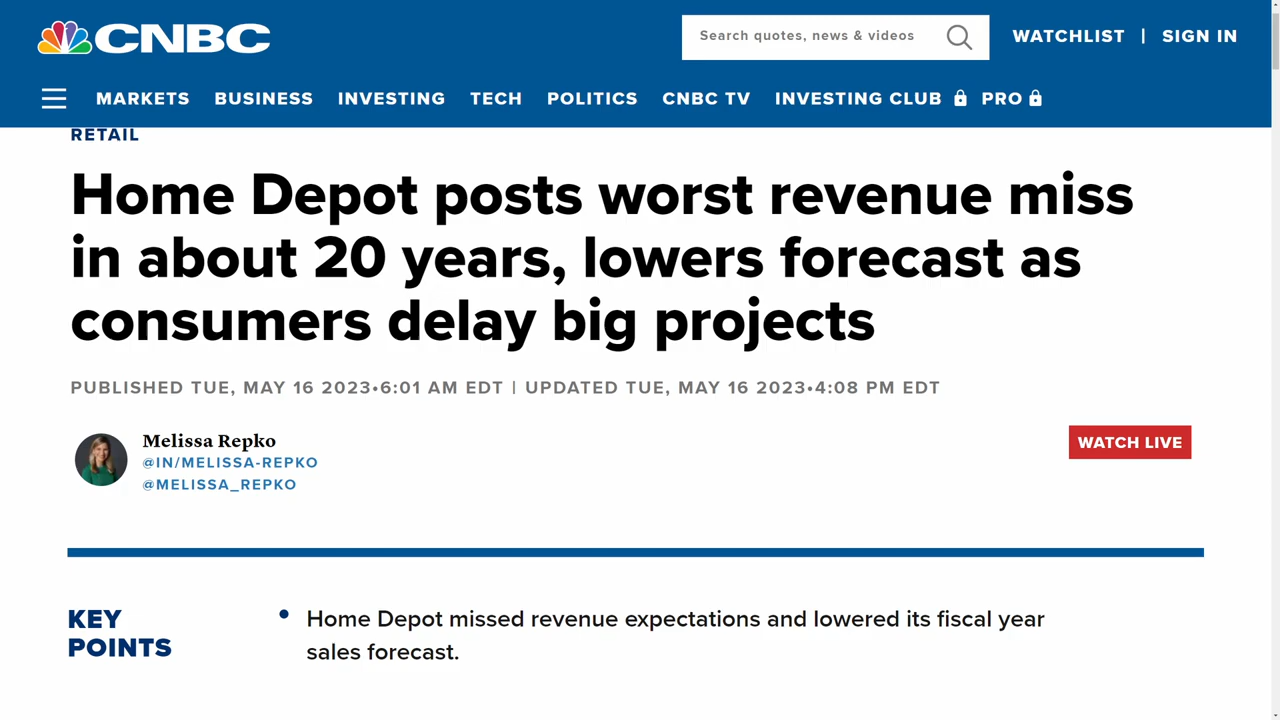 CNBC
Search quotes, news & videos
WATCHLIST | SIGN IN
MARKETS BUSINESS INVESTING TECH POLITICS CNBC TV INVESTING CLUB PRO
RETAIL
Home Depot posts worst revenue miss
in about 20 years, lowers forecast as
consumers delay big projects
PUBLISHED TUE, MAY 16 2023•6:01 AM EDT | UPDATED TUE, MAY 16 2023•4:08 PM EDT
Melissa Repko
@IN/MELISSA-REPKO
@MELISSA_REPKO
WATCH LIVE
KEY
POINTS
• Home Depot missed revenue expectations and lowered its fiscal year
sales forecast.